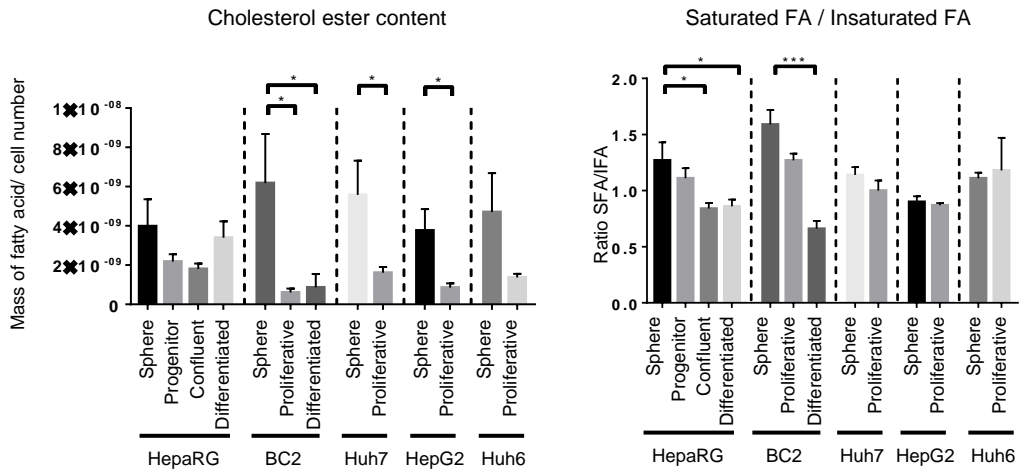 Cholesterol ester content
Mass of fatty acid/ cell number
1✖10 -08
8✖10 -09
6✖10 -09
4✖10 -09
2✖10 -09
0
*
*
*
*
Sphere
Progenitor
Confluent
Differentiated
Sphere
Proliferative
Differentiated
Sphere
Proliferative
Sphere
Proliferative
Sphere
Proliferative
HepaRG
BC2
Huh7
HepG2
Huh6
Saturated FA / Insaturated FA
Ratio SFA/IFA
2.0
1.5
1.0
0.5
0.0
*
*
***
Sphere
Progenitor
Confluent
Differentiated
Sphere
Proliferative
Differentiated
Sphere
Proliferative
Sphere
Proliferative
Sphere
Proliferative
HepaRG
BC2
Huh7
HepG2
Huh6